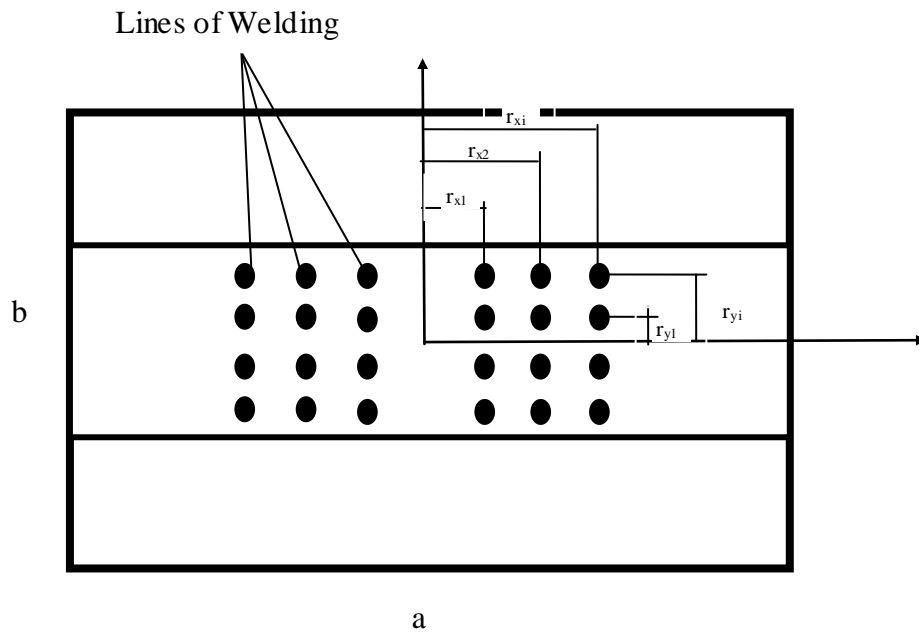 Lines of Welding
rxi
rx2
rx1
b
ryi
ry1
a